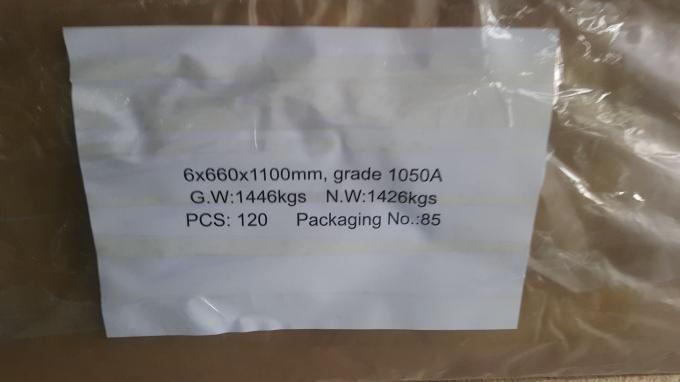 6x660x1100mm, grade 1050A
G.W:1446kgs N.W:1426kgs
PCS: 120 Packaging No.:85